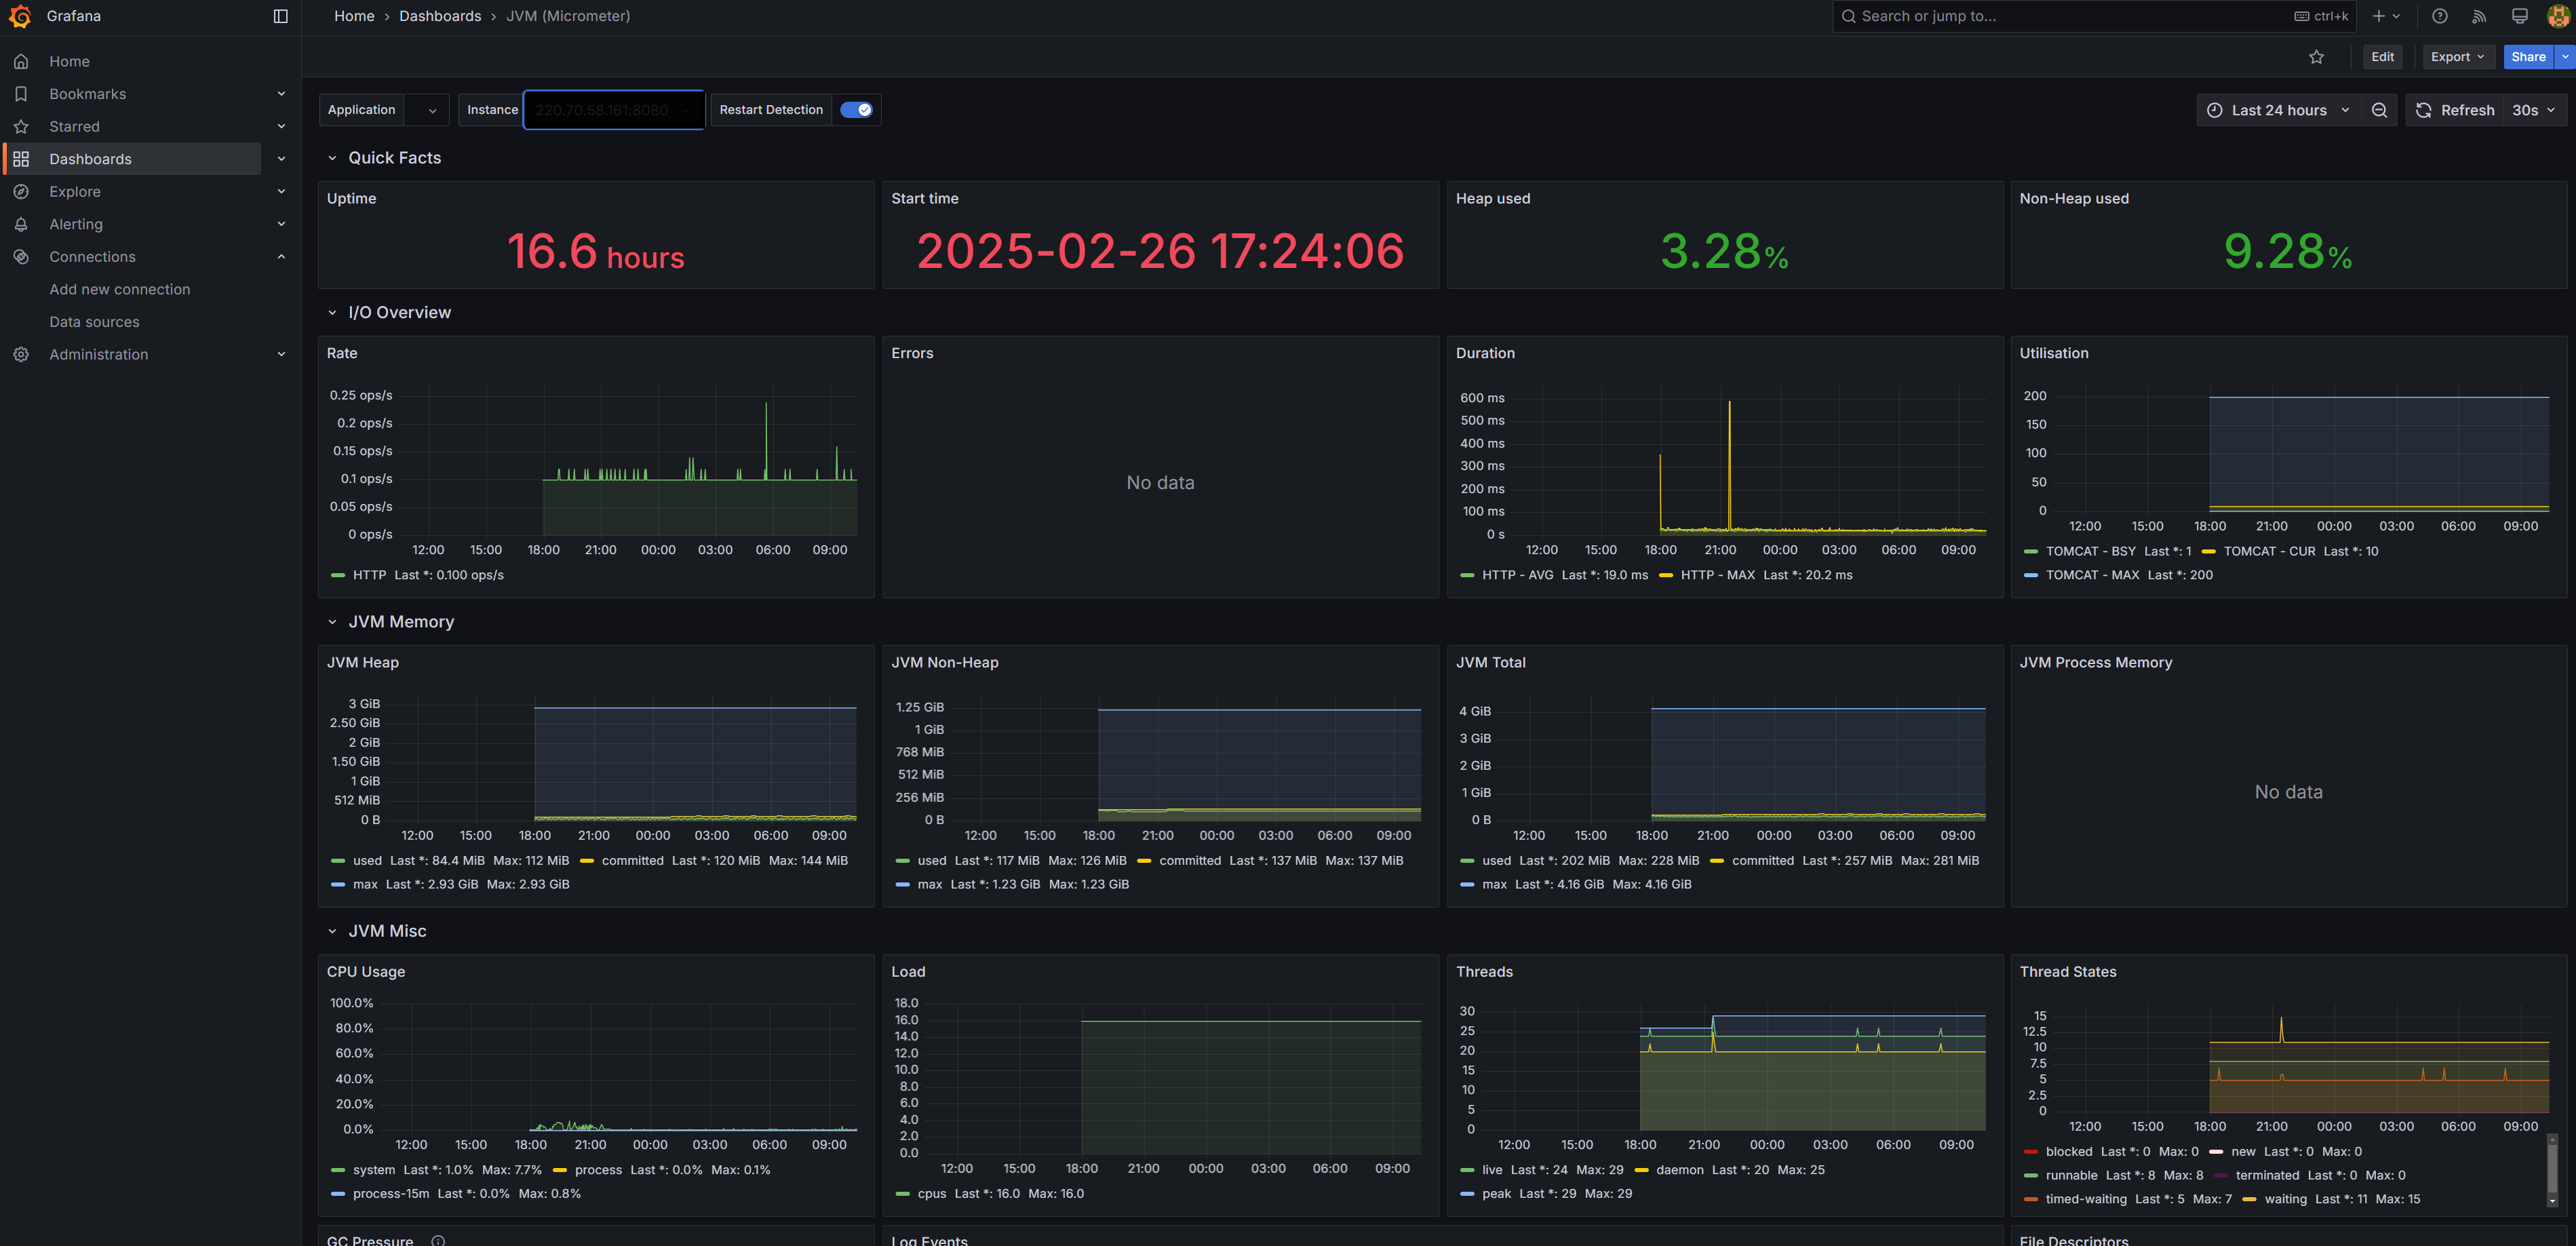 Grafana
Home › Dashboards › JVM (Micrometer)
Search or jump to... ctrl+k
Home
Bookmarks
Starred
Dashboards
Explore
Alerting
Connections
Add new connection
Data sources
Administration
Edit Export Share
Application Instance 220.70.58.161:8080 Restart Detection
Last 24 hours Refresh 30s
Quick Facts
Uptime
16.6 hours
Start time
2025-02-26 17:24:06
Heap used
3.28%
Non-Heap used
9.28%
I/O Overview
Rate
0.25 ops/s
0.2 ops/s
0.15 ops/s
0.1 ops/s
0.05 ops/s
0 ops/s
12:00 15:00 18:00 21:00 00:00 03:00 06:00 09:00
HTTP Last *: 0.100 ops/s
Errors
No data
Duration
600 ms
500 ms
400 ms
300 ms
200 ms
100 ms
0 s
12:00 15:00 18:00 21:00 00:00 03:00 06:00 09:00
HTTP - AVG Last *: 19.0 ms HTTP - MAX Last *: 20.2 ms
Utilisation
200
150
100
50
0
12:00 15:00 18:00 21:00 00:00 03:00 06:00 09:00
TOMCAT - BSY Last *: 1 TOMCAT - CUR Last *: 10
TOMCAT - MAX Last *: 200
JVM Memory
JVM Heap
3 GiB
2.50 GiB
2 GiB
1.50 GiB
1 GiB
512 MiB
0 B
12:00 15:00 18:00 21:00 00:00 03:00 06:00 09:00
used Last *: 84.4 MiB Max: 112 MiB committed Last *: 120 MiB Max: 144 MiB
max Last *: 2.93 GiB Max: 2.93 GiB
JVM Non-Heap
1.25 GiB
1 GiB
768 MiB
512 MiB
256 MiB
0 B
12:00 15:00 18:00 21:00 00:00 03:00 06:00 09:00
used Last *: 117 MiB Max: 126 MiB committed Last *: 137 MiB Max: 137 MiB
max Last *: 1.23 GiB Max: 1.23 GiB
JVM Total
4 GiB
3 GiB
2 GiB
1 GiB
0 B
12:00 15:00 18:00 21:00 00:00 03:00 06:00 09:00
used Last *: 202 MiB Max: 228 MiB committed Last *: 257 MiB Max: 281 MiB
max Last *: 4.16 GiB Max: 4.16 GiB
JVM Process Memory
No data
JVM Misc
CPU Usage
100.0%
80.0%
60.0%
40.0%
20.0%
0.0%
12:00 15:00 18:00 21:00 00:00 03:00 06:00 09:00
system Last *: 1.0% Max: 7.7% process Last *: 0.0% Max: 0.1%
process-15m Last *: 0.0% Max: 0.8%
Load
18.0
16.0
14.0
12.0
10.0
8.0
6.0
4.0
2.0
0.0
12:00 15:00 18:00 21:00 00:00 03:00 06:00 09:00
cpus Last *: 16.0 Max: 16.0
Threads
30
25
20
15
10
5
0
12:00 15:00 18:00 21:00 00:00 03:00 06:00 09:00
live Last *: 24 Max: 29 daemon Last *: 20 Max: 25
peak Last *: 29 Max: 29
Thread States
15
12.5
10
7.5
5
2.5
0
12:00 15:00 18:00 21:00 00:00 03:00 06:00 09:00
blocked Last *: 0 Max: 0 new Last *: 0 Max: 0
runnable Last *: 8 Max: 8 terminated Last *: 0 Max: 0
timed-waiting Last *: 5 Max: 7 waiting Last *: 11 Max: 15
GC Pressure
Log Events
File Descriptors